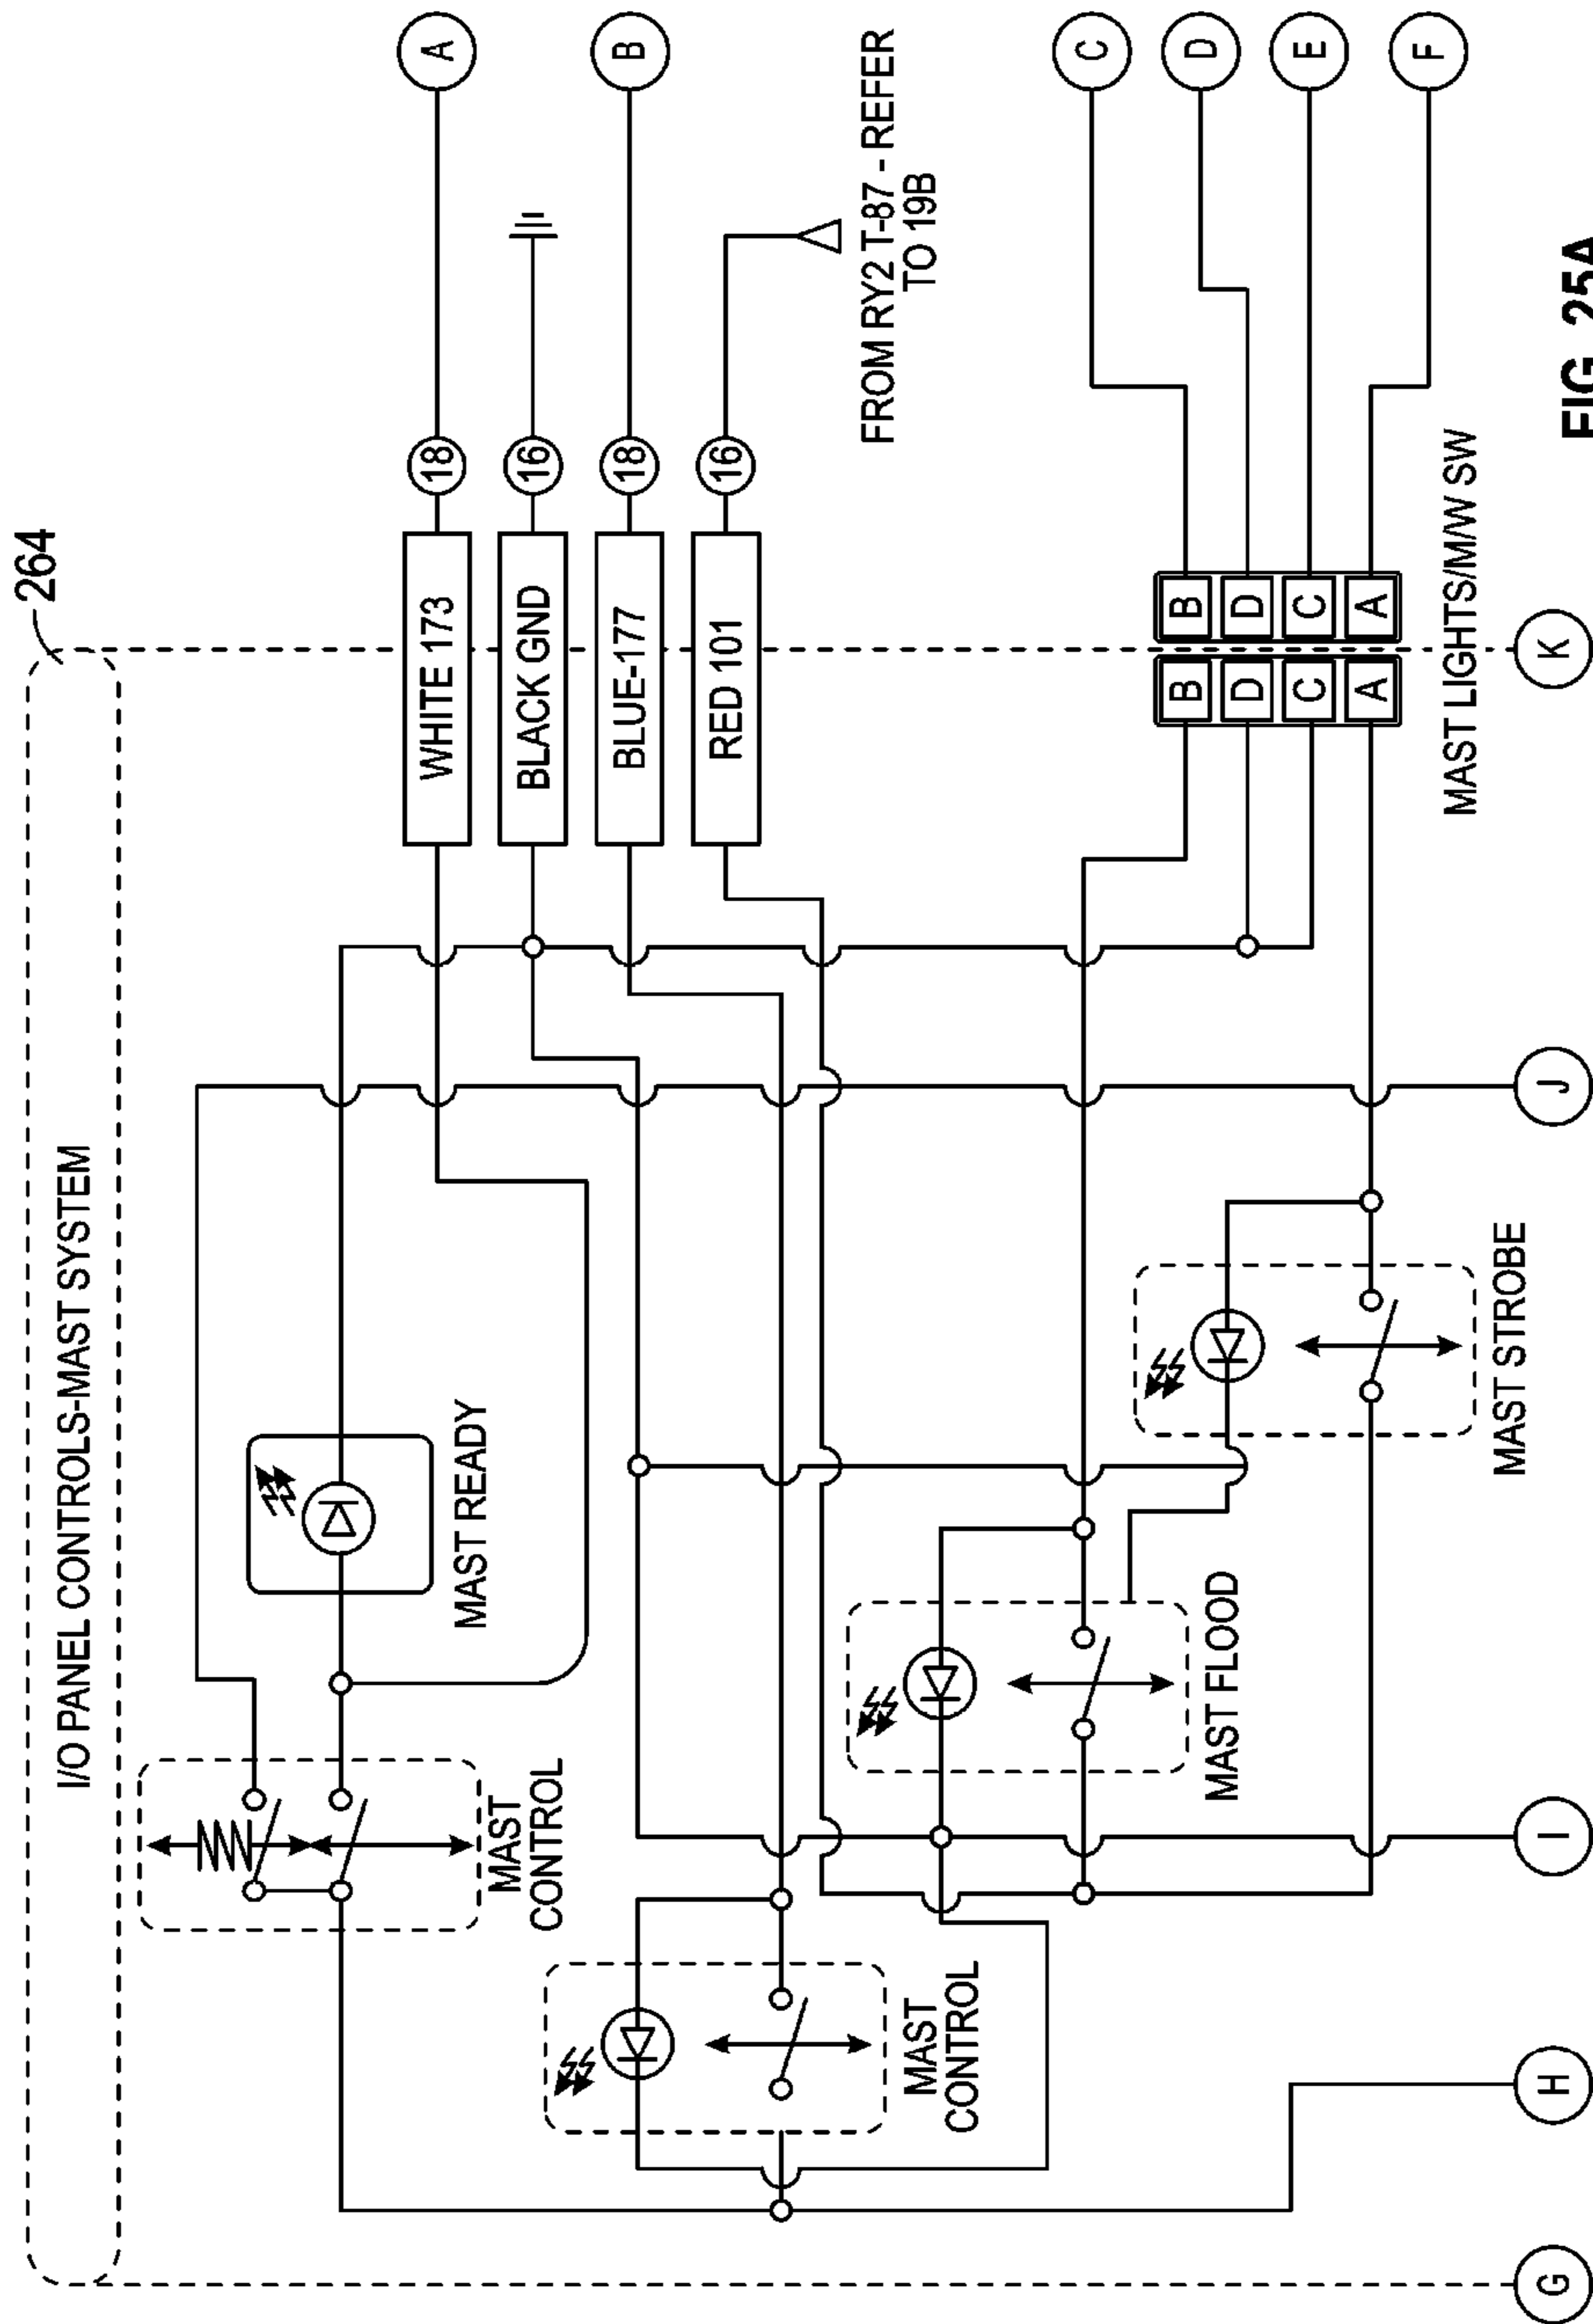 264
I/O PANEL CONTROLS-MAST SYSTEM
MAST
CONTROL
MAST READY
WHITE 173
18
A
BLACK GND
16
BLUE-177
18
B
RED 101
16
FROM RY2 T-87 - REFER
TO 19B
MAST
CONTROL
MAST FLOOD
MAST STROBE
B
B
C
D
D
D
C
C
E
A
A
F
MAST LIGHTS/M/W SW
G
H
I
J
K
FIG. 25A